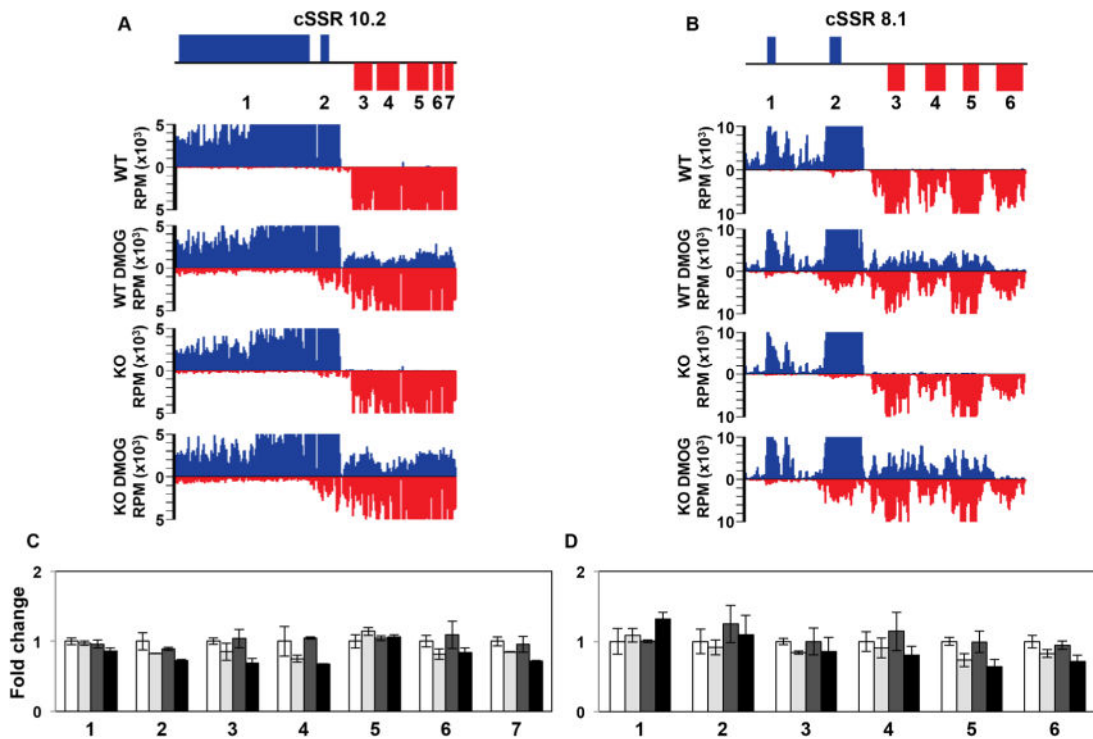 A cSSR 10.2
1 2 3 4 5 6 7
WT
RPM (x10³)
5
0
5
WT DMOG
RPM (x10³)
5
0
5
KO
RPM (x10³)
5
0
5
KO DMOG
RPM (x10³)
5
0
5
B cSSR 8.1
1 2 3 4 5 6
WT
RPM (x10³)
10
0
10
WT DMOG
RPM (x10³)
10
0
10
KO
RPM (x10³)
10
0
10
KO DMOG
RPM (x10³)
10
0
10
C
Fold change
2
1
0
1 2 3 4 5 6 7
D
2
1
0
1 2 3 4 5 6